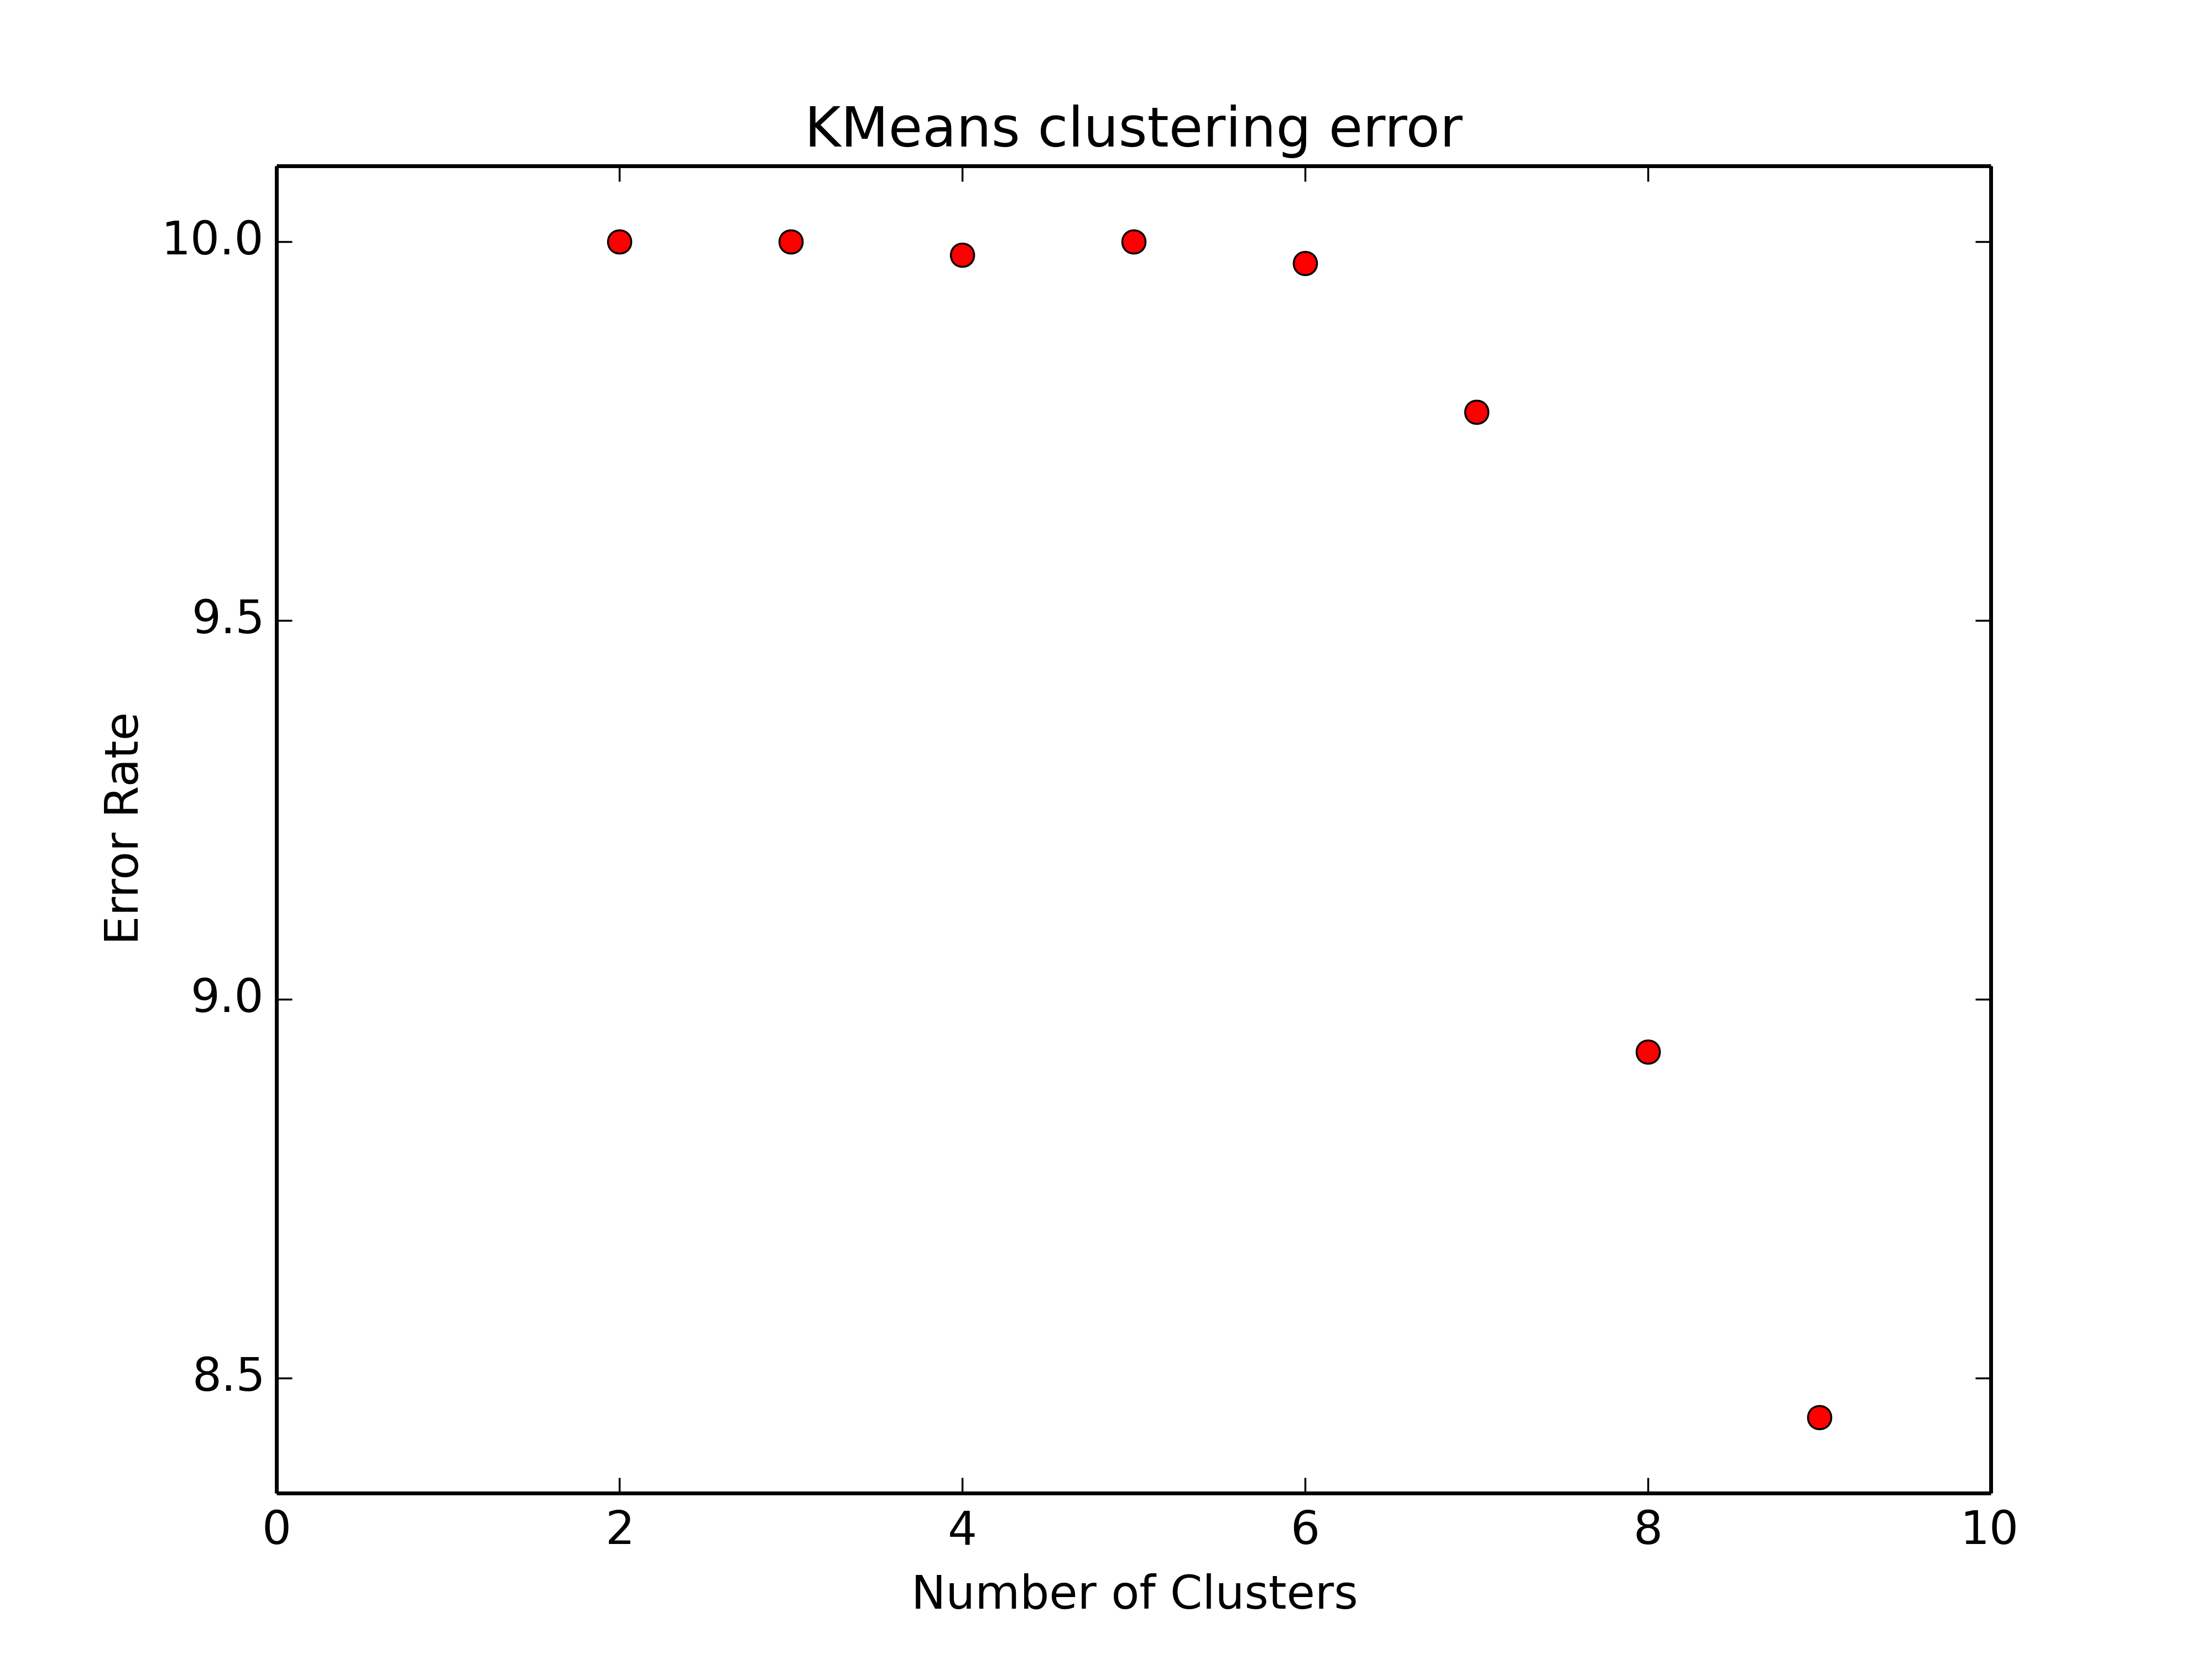 KMeans clustering error
10.0
9.5
9.0
8.5
Error Rate
0 2 4 6 8 10
Number of Clusters